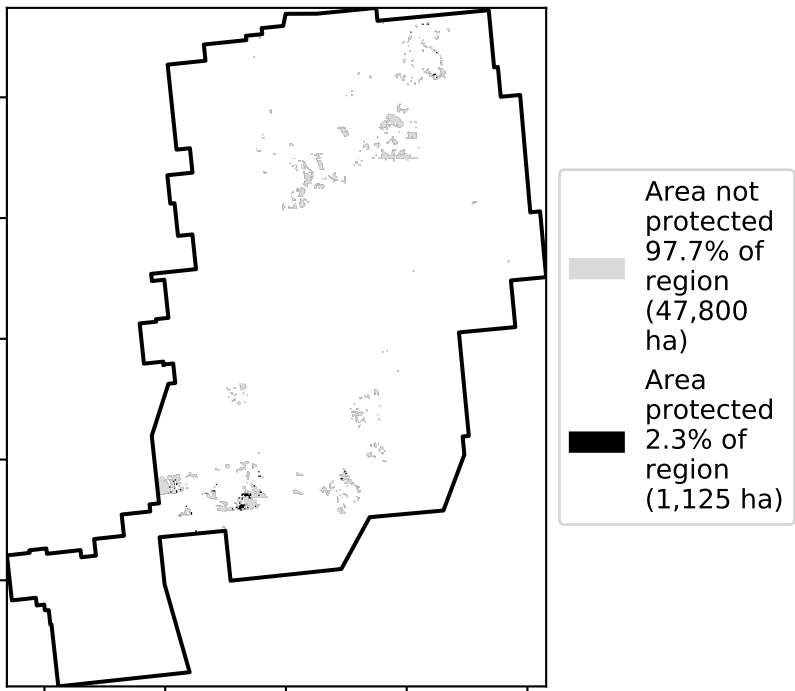 Area not
protected
97.7% of
region
(47,800
ha)
Area
protected
2.3% of
region
(1,125 ha)